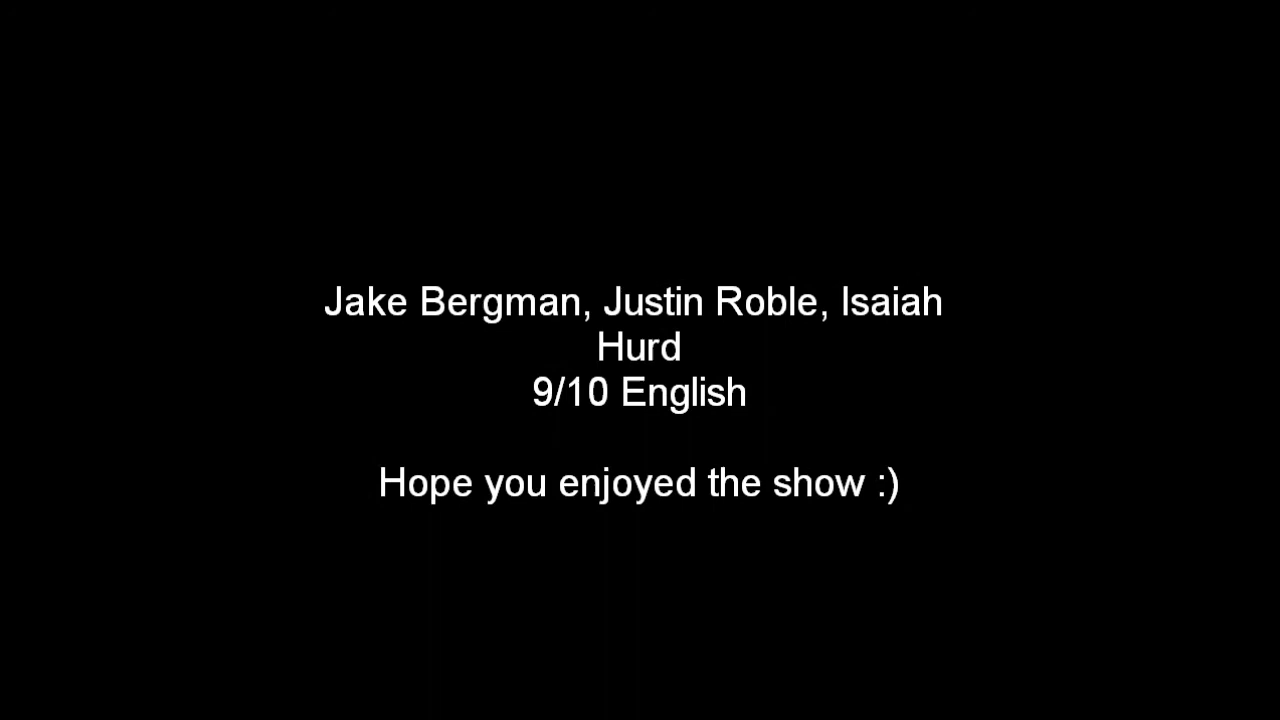 Jake Bergman, Justin Roble, Isaiah
Hurd
9/10 English
Hope you enjoyed the show :)